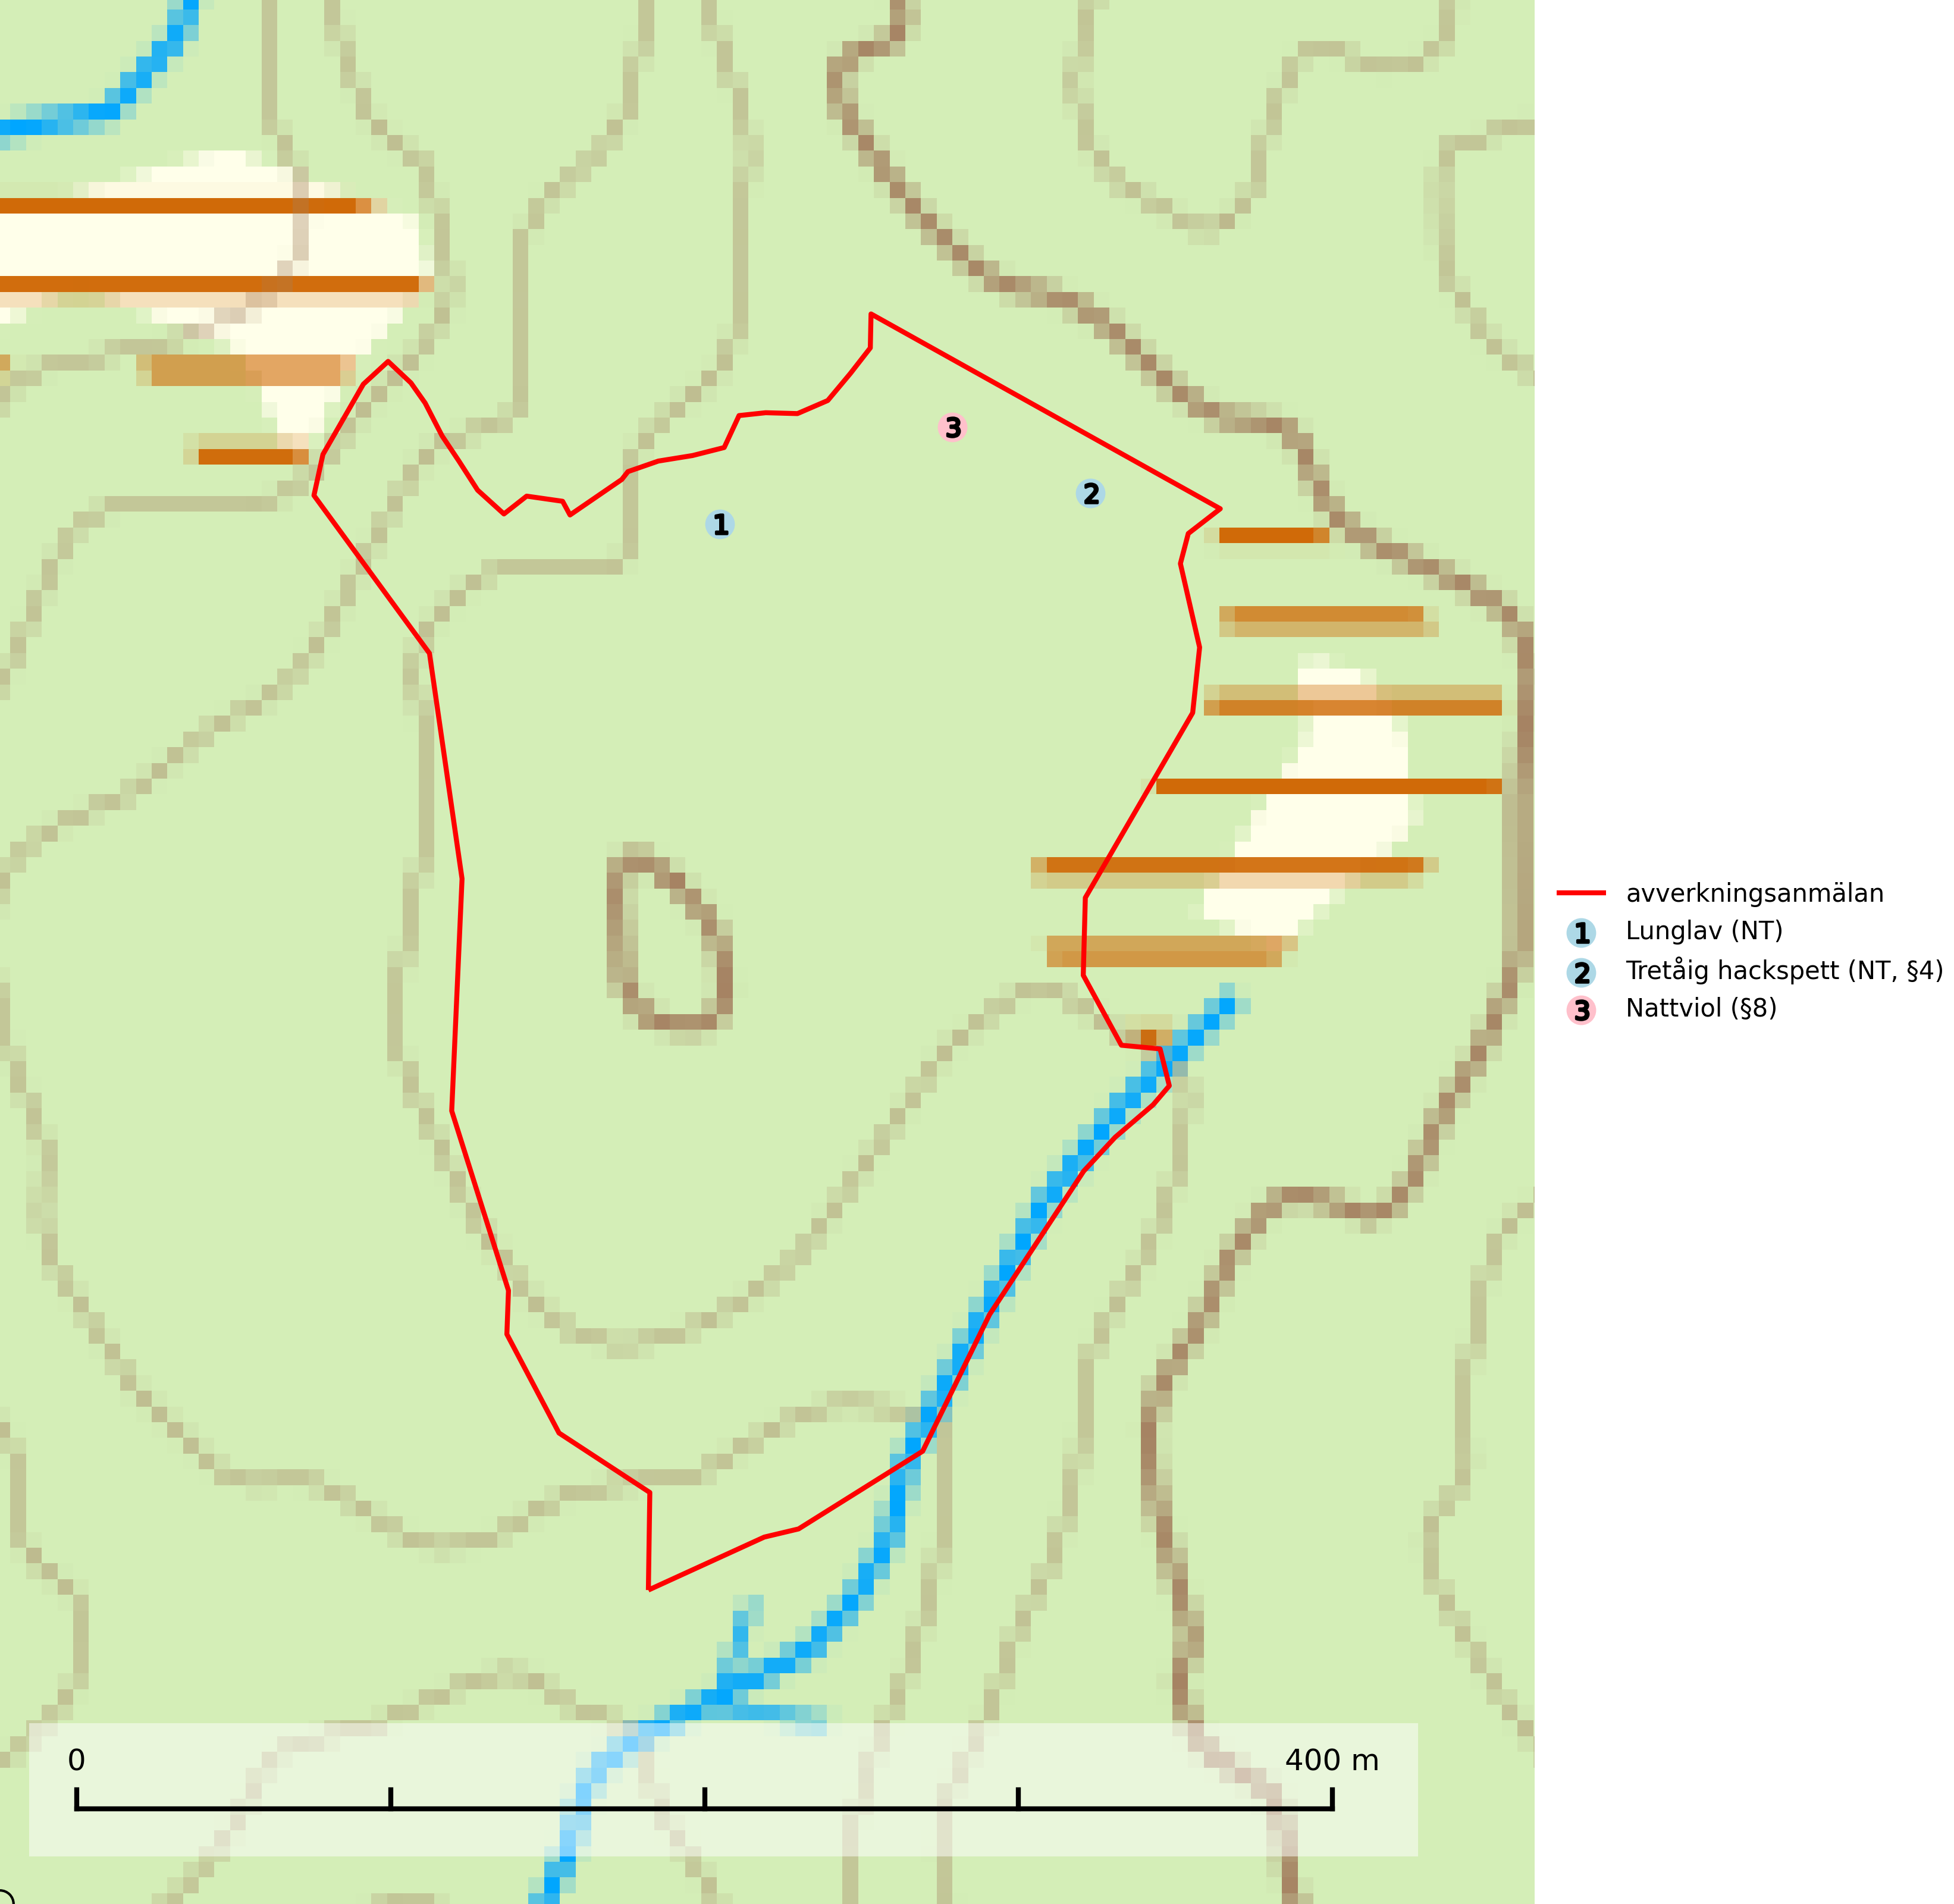 3
2
1
avverkningsanmälan
1 Lunglav (NT)
2 Tretåig hackspett (NT, §4)
3 Nattviol (§8)
0 400 m